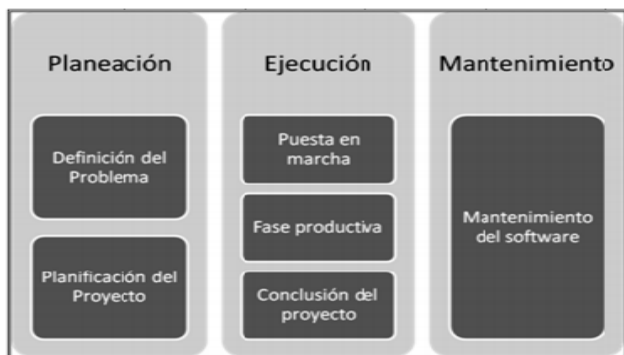 Planeación
Definición del
Problema
Planificación del
Proyecto
Ejecución
Puesta en
marcha
Fase productiva
Conclusión del
proyecto
Mantenimiento
Mantenimiento
del software